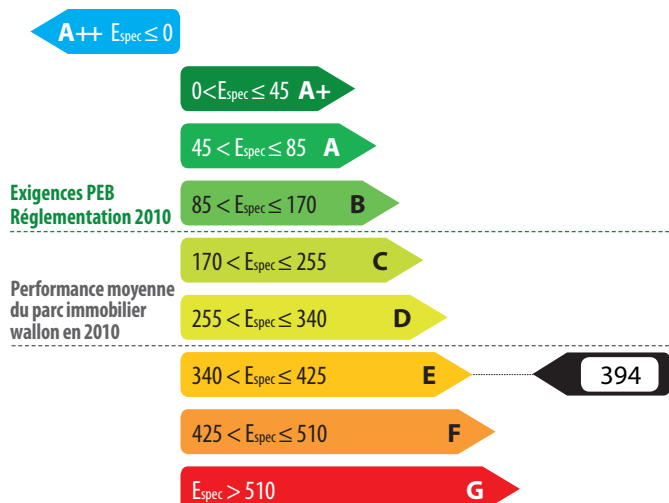 A++ Espec ≤ 0
0<Espec ≤ 45 A+
45 < Espec ≤ 85 A
Exigences PEB
Réglementation 2010
85 < Espec ≤ 170 B
170 < Espec ≤ 255 C
Performance moyenne
du parc immobilier
wallon en 2010
255 < Espec ≤ 340 D
340 < Espec ≤ 425 E
394
425 < Espec ≤ 510 F
Espec > 510 G